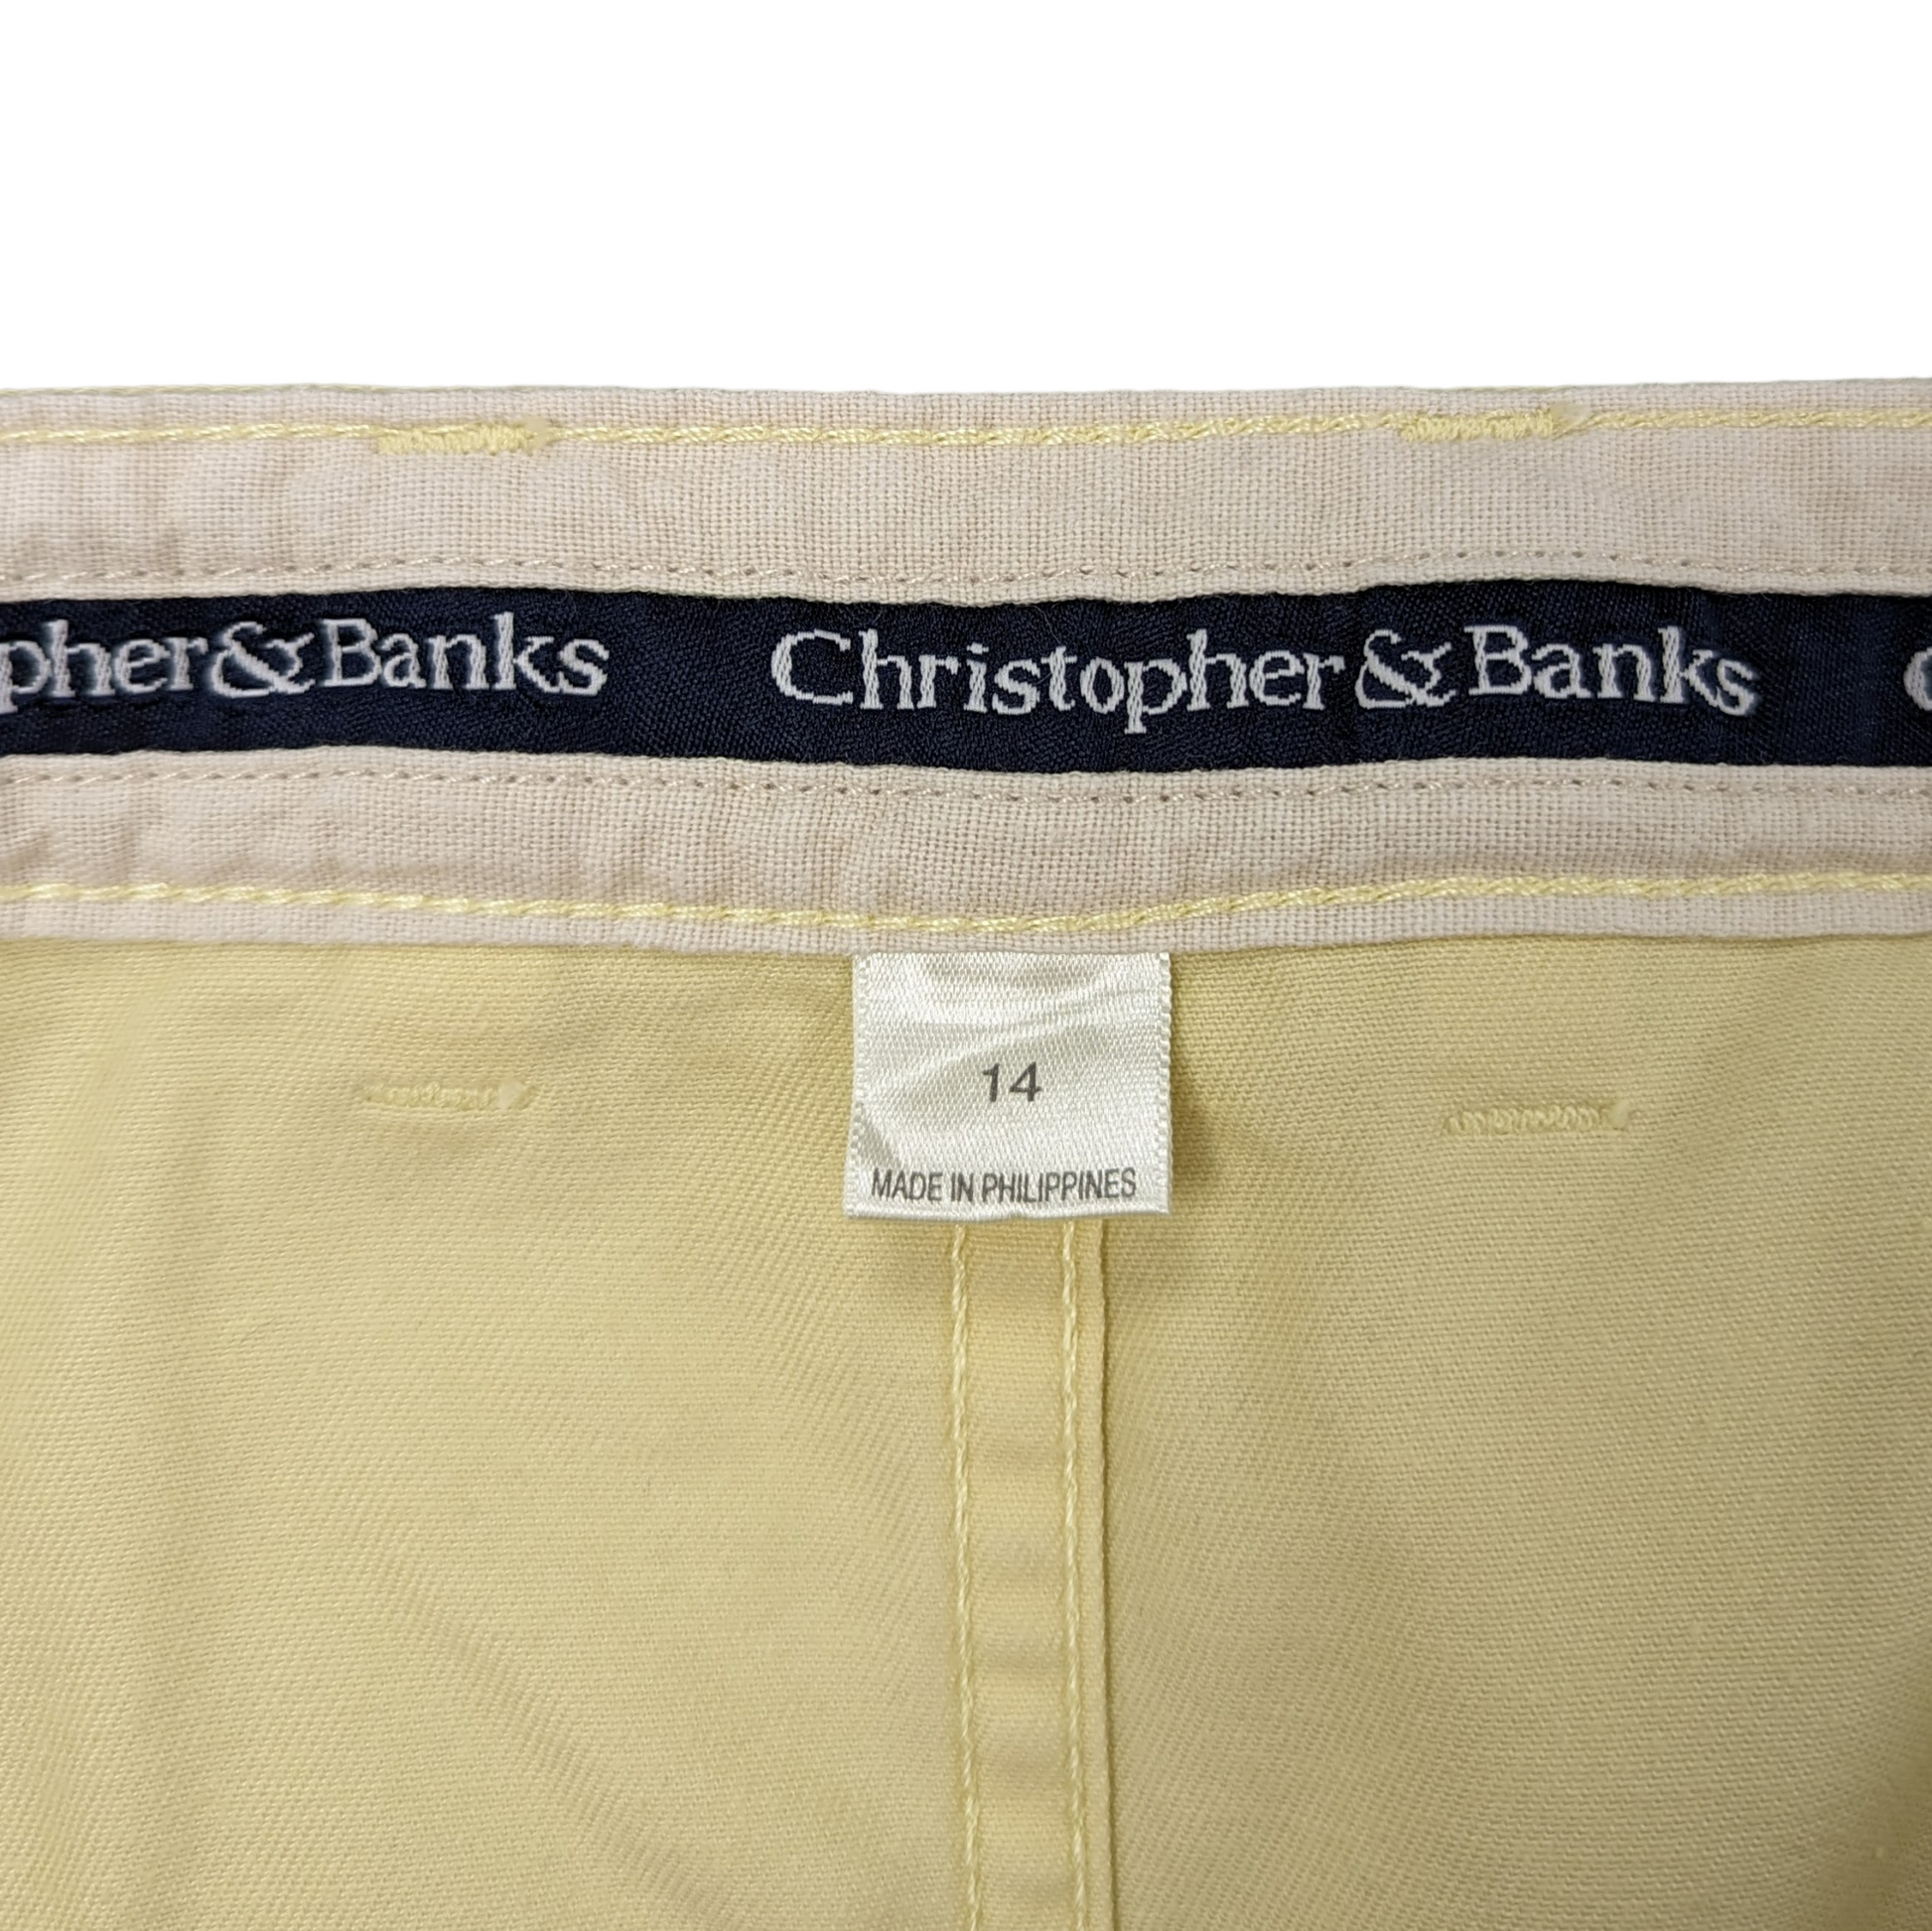 pher&Banks Christopher&Banks C
14
MADE IN PHILIPPINES